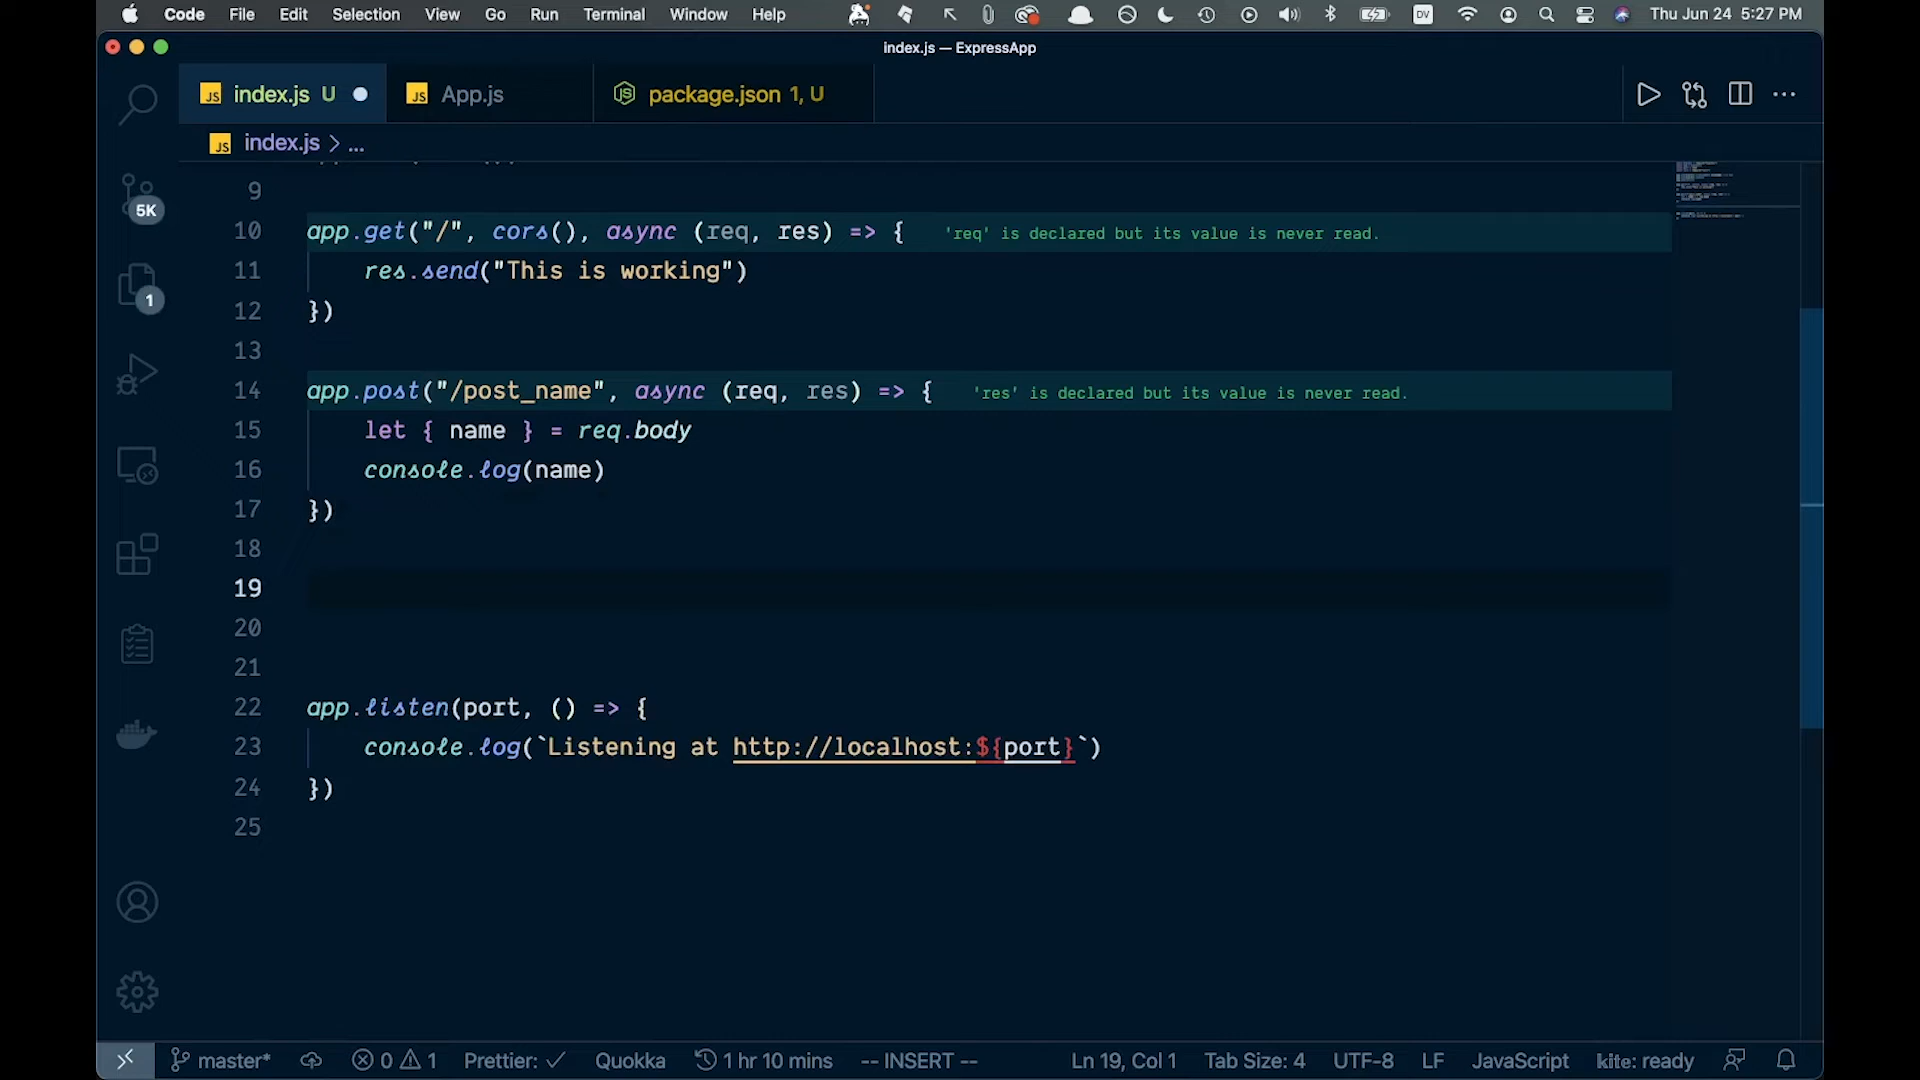 Code File Edit Selection View Go Run Terminal Window Help DV Thu Jun 24 5:27 PM
index.js — ExpressApp
JS index.js U JS App.js JS package.json 1, U
JS index.js > ...
5K
1
9
10 app.get("/", cors(), async (req, res) => { 'req' is declared but its value is never read.
11 res.send("This is working")
12 })
13
14 app.post("/post_name", async (req, res) => { 'res' is declared but its value is never read.
15 let { name } = req.body
16 console.log(name)
17 })
18
19
20
21
22 app.listen(port, () => {
23 console.log(`Listening at http://localhost:${port}`)
24 })
25
master* 0 1 Prettier: ✓ Quokka 1 hr 10 mins -- INSERT -- Ln 19, Col 1 Tab Size: 4 UTF-8 LF JavaScript kite: ready